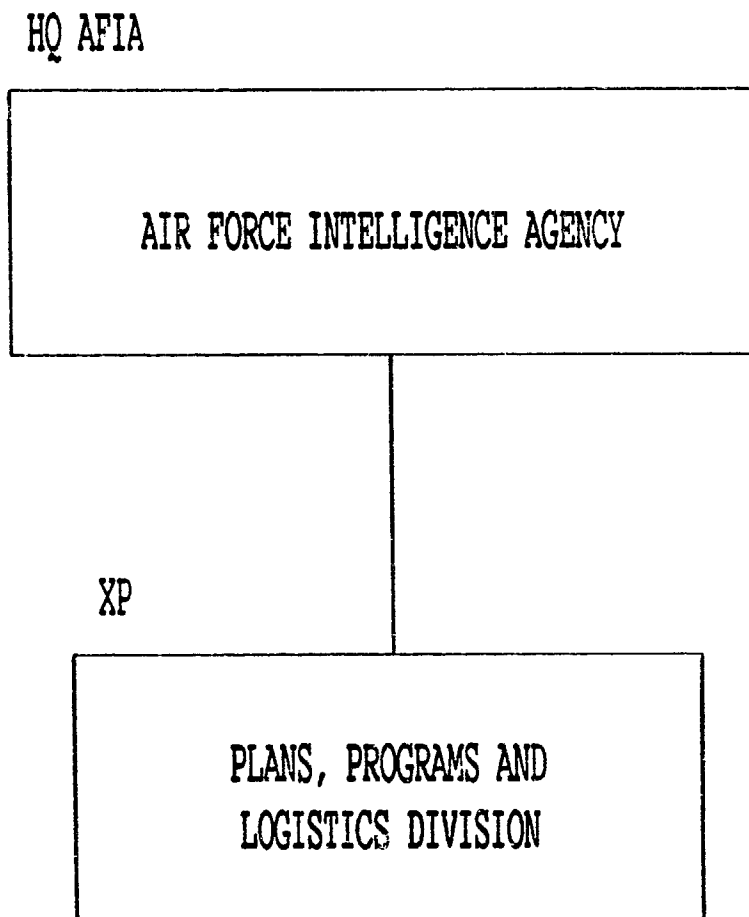 HQ AFIA
AIR FORCE INTELLIGENCE AGENCY
XP
PLANS, PROGRAMS AND
LOGISTICS DIVISION